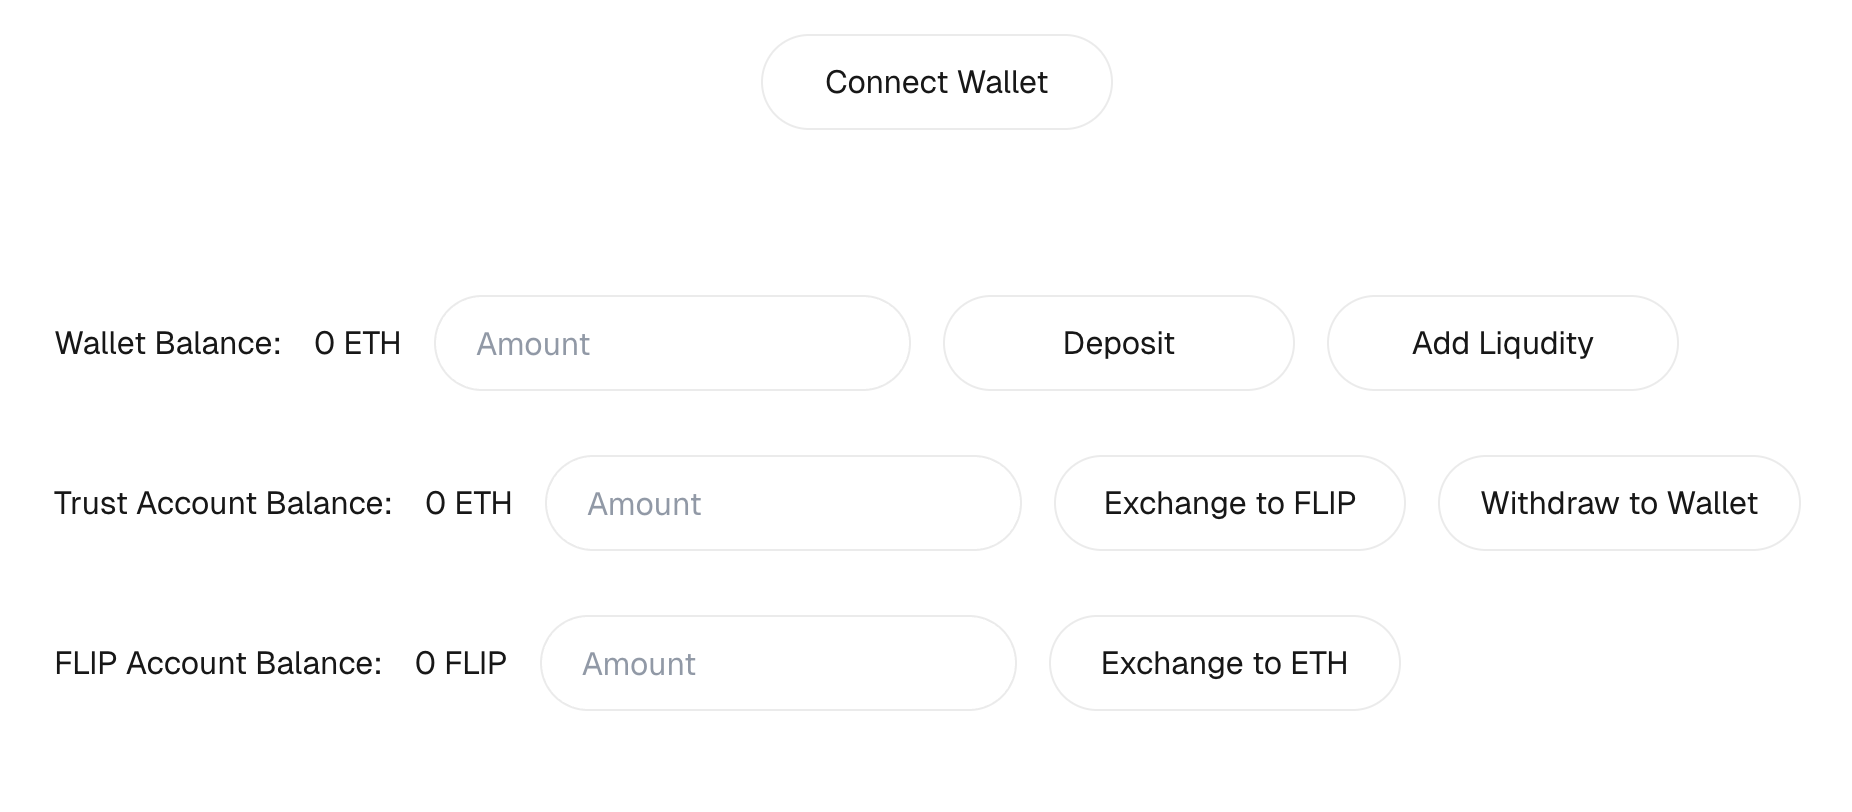 Connect Wallet
Wallet Balance: 0 ETH Amount Deposit Add Liqudity
Trust Account Balance: 0 ETH Amount Exchange to FLIP Withdraw to Wallet
FLIP Account Balance: 0 FLIP Amount Exchange to ETH